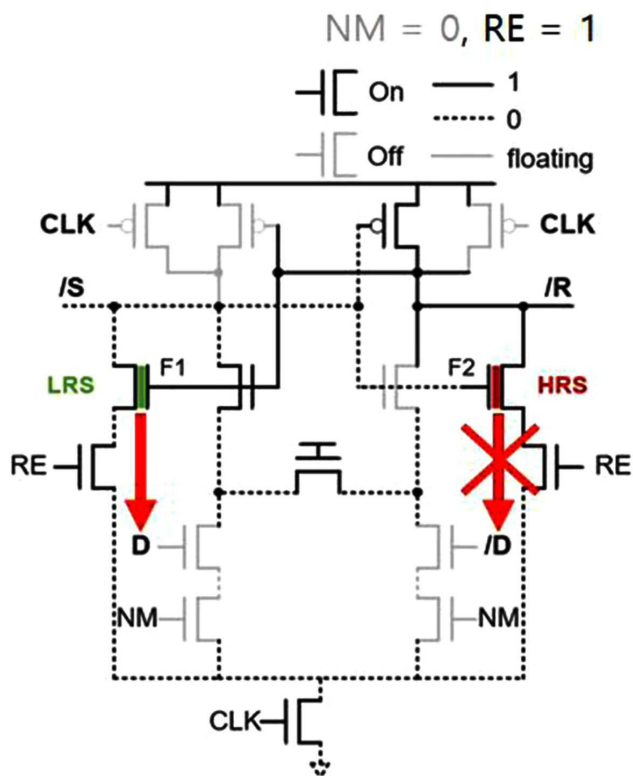 NM = 0, RE = 1
On 1
0
Off floating
CLK CLK
/S /R
F1 F2
LRS HRS
RE RE
D /D
NM NM
CLK